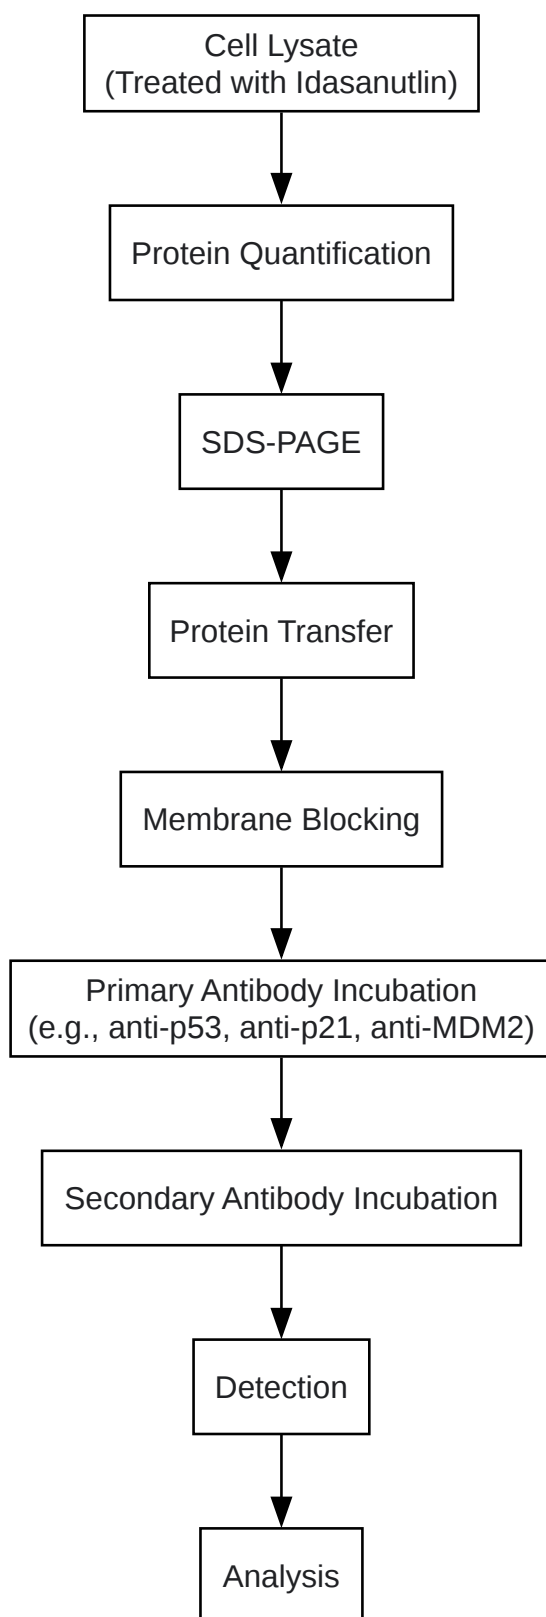 Cell Lysate
(Treated with Idasanutlin)
Protein Quantification
SDS-PAGE
Protein Transfer
Membrane Blocking
Primary Antibody Incubation
(e.g., anti-p53, anti-p21, anti-MDM2)
Secondary Antibody Incubation
Detection
Analysis